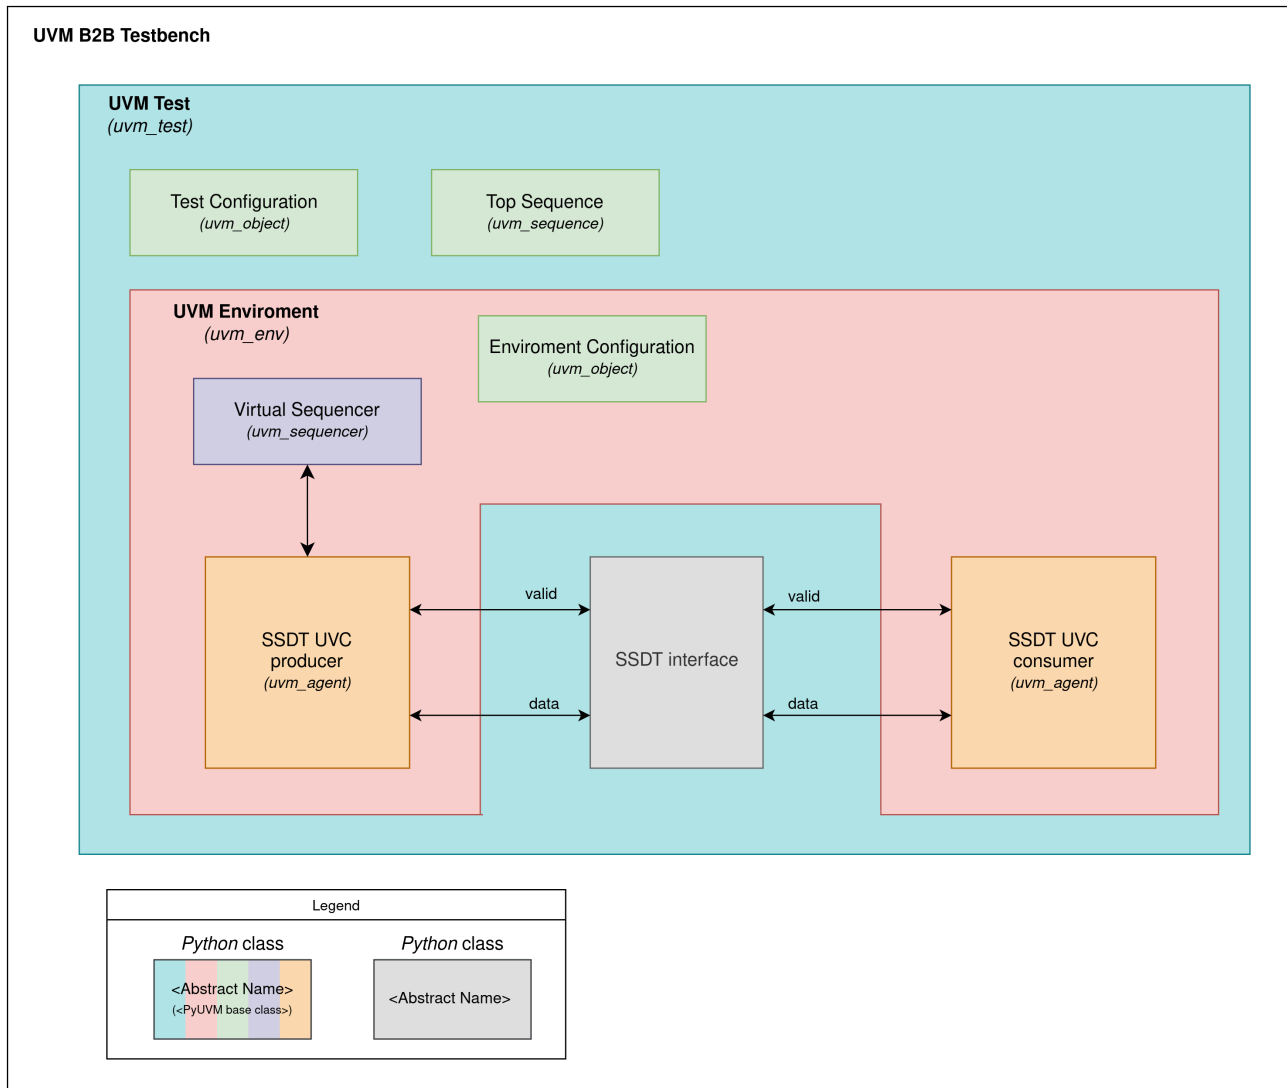 UVM B2B Testbench
UVM Test
(uvm_test)
Test Configuration
(uvm_object)
Top Sequence
(uvm_sequence)
UVM Enviroment
(uvm_env)
Enviroment Configuration
(uvm_object)
Virtual Sequencer
(uvm_sequencer)
SSDT UVC
producer
(uvm_agent)
valid
data
SSDT interface
valid
data
SSDT UVC
consumer
(uvm_agent)
Legend
Python class
<Abstract Name>
(<PyUVM base class>)
Python class
<Abstract Name>